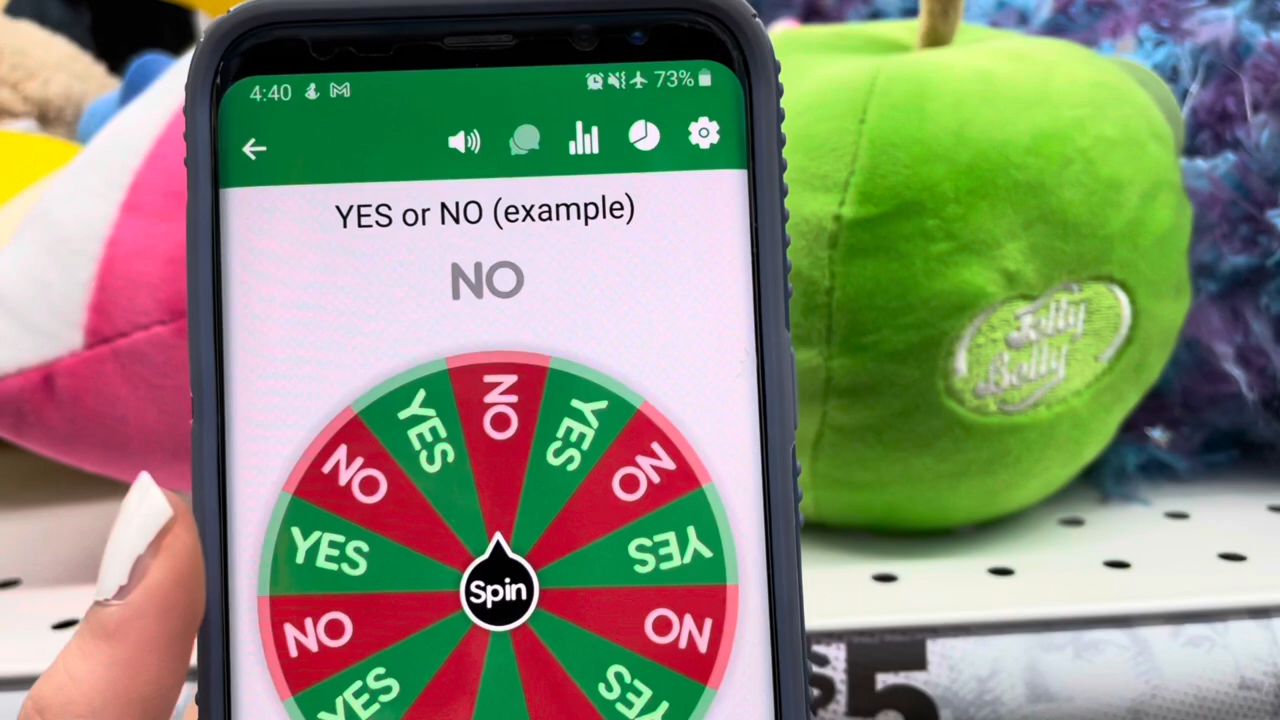 4:40
73%
YES or NO (example)
NO
NO
YES
YES
NO
NO
YES
YES
NO
NO
YES
YES
Spin
Jelly
Belly
$5